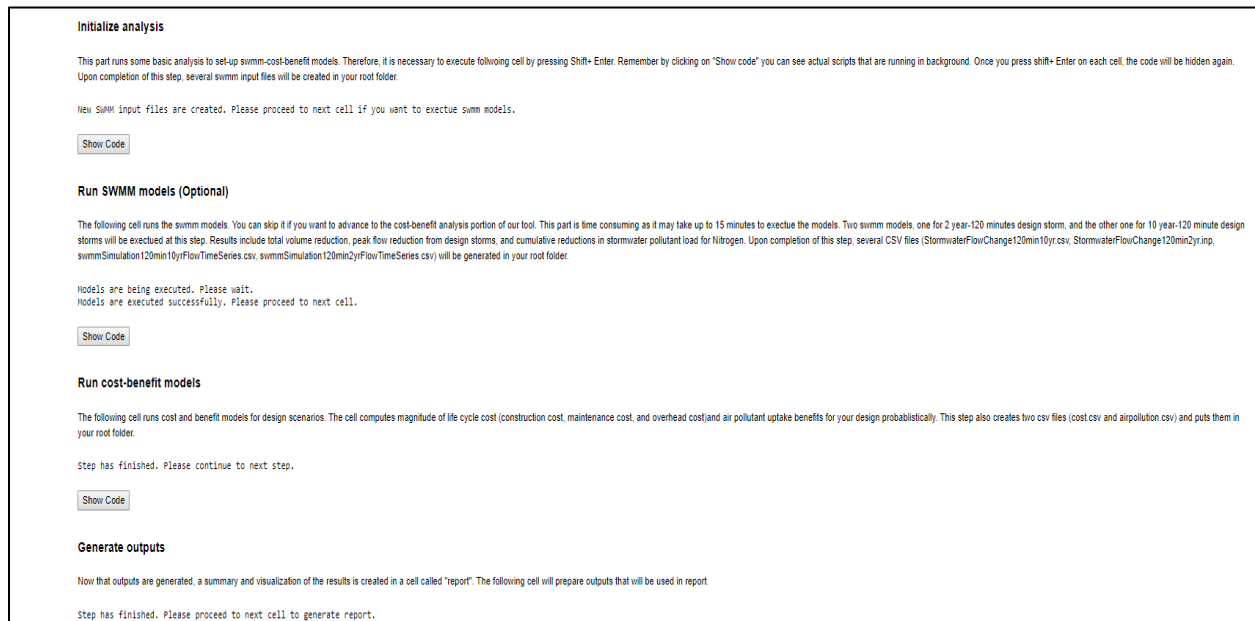 Initialize analysis
This part runs some basic analysis to set-up swmm-cost-benefit models. Therefore, it is necessary to execute follwoing cell by pressing Shift+ Enter. Remember by clicking on "Show code" you can see actual scripts that are running in background. Once you press shift+ Enter on each cell, the code will be hidden again.
Upon completion of this step, several swmm input files will be created in your root folder.
New SWMM input files are created. Please proceed to next cell if you want to exectue swmm models.
Show Code
Run SWMM models (Optional)
The following cell runs the swmm models. You can skip it if you want to advance to the cost-benefit analysis portion of our tool. This part is time consuming as it may take up to 15 minutes to exectue the models. Two swmm models, one for 2 year-120 minutes design storm, and the other one for 10 year-120 minute design
storms will be exectued at this step. Results include total volume reduction, peak flow reduction from design storms, and cumulative reductions in stormwater pollutant load for Nitrogen. Upon completion of this step, several CSV files (StormwaterFlowChange120min10yr.csv, StormwaterFlowChange120min2yr.inp,
swmmSimulation120min10yrFlowTimeSeries.csv, swmmSimulation120min2yrFlowTimeSeries.csv) will be generated in your root folder.
Models are being executed. Please wait.
Models are executed successfully. Please proceed to next cell.
Show Code
Run cost-benefit models
The following cell runs cost and benefit models for design scenarios. The cell computes magnitude of life cycle cost (construction cost, maintenance cost, and overhead cost)and air pollutant uptake benefits for your design probablistically. This step also creates two csv files (cost.csv and airpollution.csv) and puts them in
your root folder.
Step has finished. Please continue to next step.
Show Code
Generate outputs
Now that outputs are generated, a summary and visualization of the results is created in a cell called "report". The following cell will prepare outputs that will be used in report.
Step has finished. Please proceed to next cell to generate report.